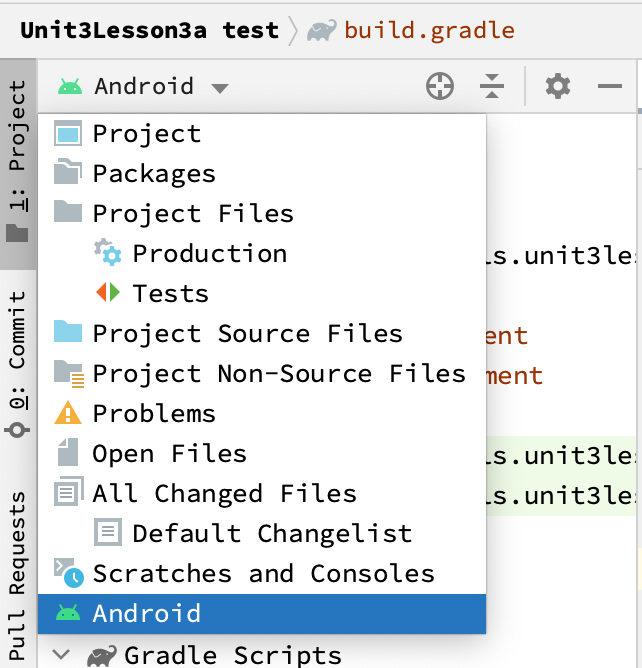 Unit3Lesson3a test build.gradle
Android
1: Project
Project
Packages
Project Files
Production
ls.unit3les
Tests
Project Source Files
ent
0: Commit
Project Non-Source Files
ment
Problems
Open Files
ls.unit3les
All Changed Files
ls.unit3les
Default Changelist
Pull Requests
Scratches and Consoles
Android
Gradle Scripts